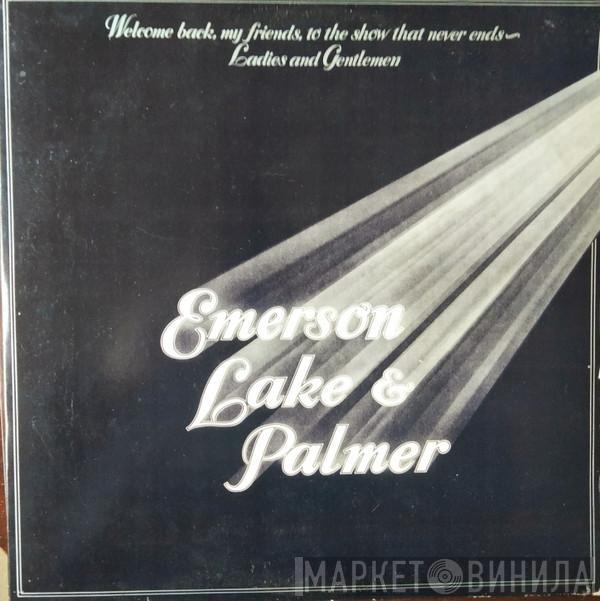 Welcome back, my friends, to the show that never ends~
Ladies and Gentlemen
Emerson
Lake &
Palmer
МАРКЕТ ВИНИЛА